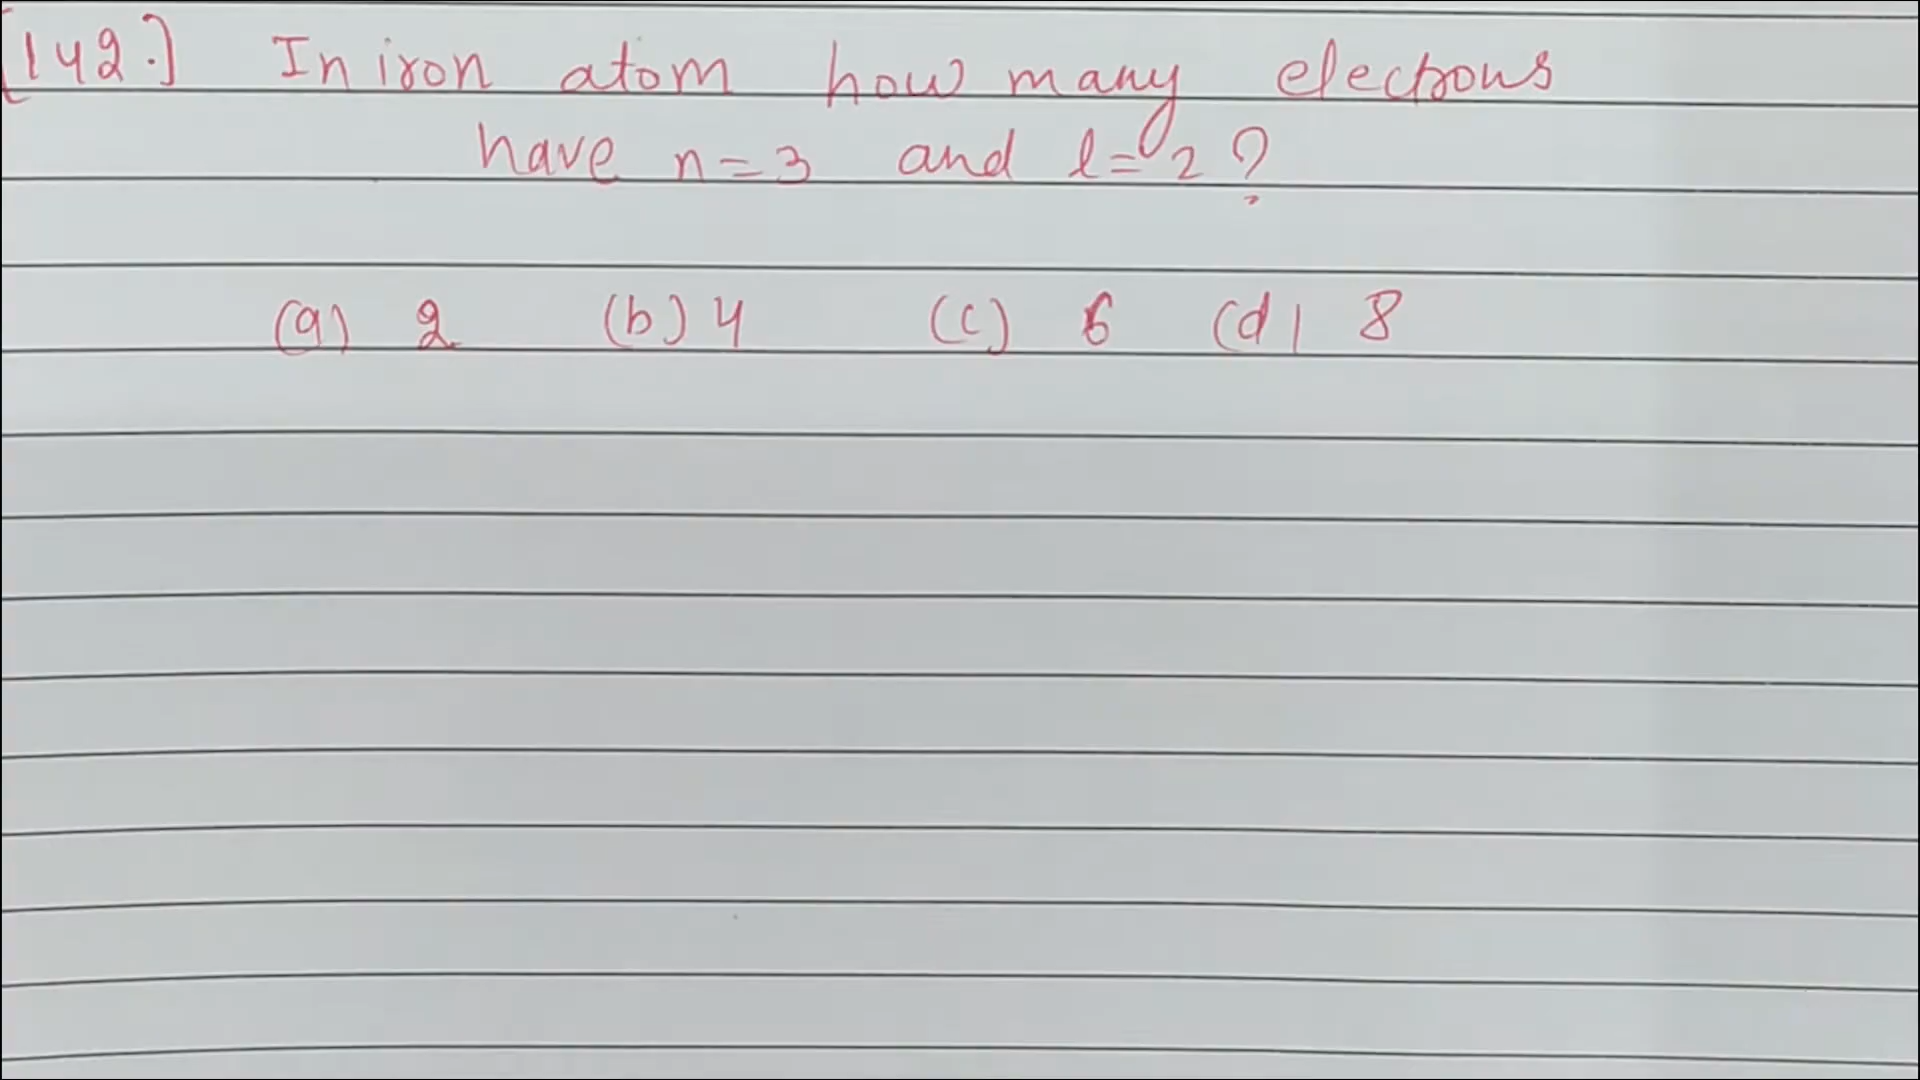 [142.] In iron atom how many electrons
have n=3 and l=2?
(a) 2 (b) 4 (c) 6 (d) 8